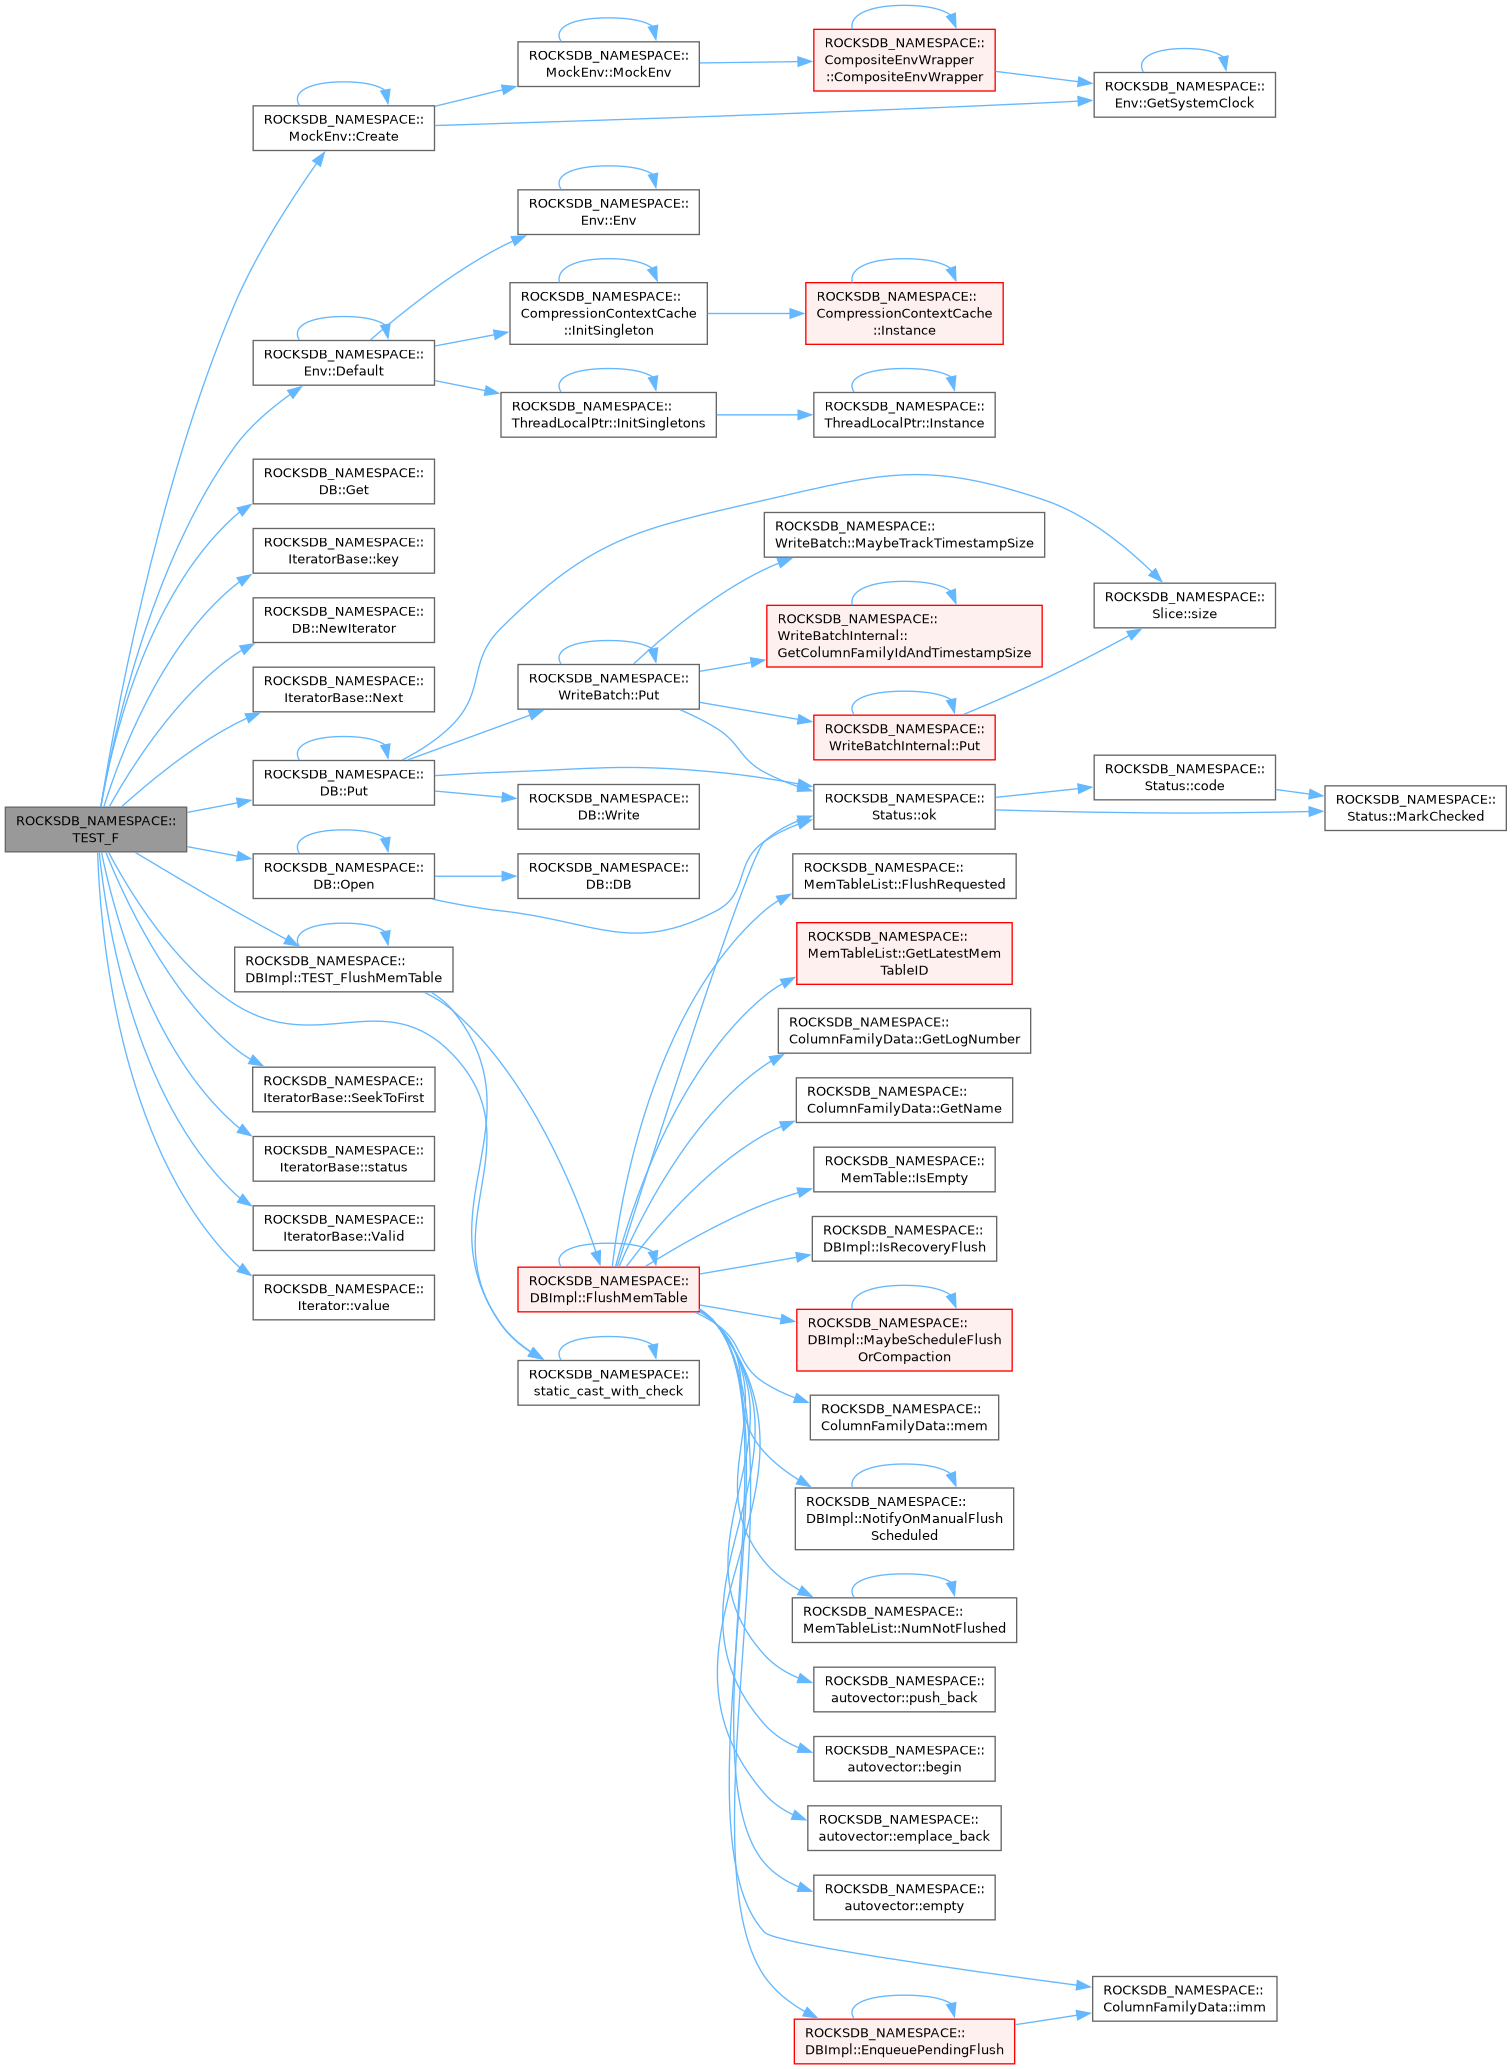 ROCKSDB_NAMESPACE::
MockEnv::MockEnv
ROCKSDB_NAMESPACE::
CompositeEnvWrapper
::CompositeEnvWrapper
ROCKSDB_NAMESPACE::
Env::GetSystemClock
ROCKSDB_NAMESPACE::
MockEnv::Create
ROCKSDB_NAMESPACE::
Env::Env
ROCKSDB_NAMESPACE::
CompressionContextCache
::InitSingleton
ROCKSDB_NAMESPACE::
CompressionContextCache
::Instance
ROCKSDB_NAMESPACE::
Env::Default
ROCKSDB_NAMESPACE::
ThreadLocalPtr::InitSingletons
ROCKSDB_NAMESPACE::
ThreadLocalPtr::Instance
ROCKSDB_NAMESPACE::
DB::Get
ROCKSDB_NAMESPACE::
IteratorBase::key
ROCKSDB_NAMESPACE::
WriteBatch::MaybeTrackTimestampSize
ROCKSDB_NAMESPACE::
DB::NewIterator
ROCKSDB_NAMESPACE::
WriteBatchInternal::
GetColumnFamilyIdAndTimestampSize
ROCKSDB_NAMESPACE::
Slice::size
ROCKSDB_NAMESPACE::
IteratorBase::Next
ROCKSDB_NAMESPACE::
WriteBatch::Put
ROCKSDB_NAMESPACE::
WriteBatchInternal::Put
ROCKSDB_NAMESPACE::
DB::Put
ROCKSDB_NAMESPACE::
DB::Write
ROCKSDB_NAMESPACE::
Status::ok
ROCKSDB_NAMESPACE::
Status::code
ROCKSDB_NAMESPACE::
Status::MarkChecked
ROCKSDB_NAMESPACE::
TEST_F
ROCKSDB_NAMESPACE::
DB::Open
ROCKSDB_NAMESPACE::
DB::DB
ROCKSDB_NAMESPACE::
MemTableList::FlushRequested
ROCKSDB_NAMESPACE::
DBImpl::TEST_FlushMemTable
ROCKSDB_NAMESPACE::
MemTableList::GetLatestMem
TableID
ROCKSDB_NAMESPACE::
ColumnFamilyData::GetLogNumber
ROCKSDB_NAMESPACE::
IteratorBase::SeekToFirst
ROCKSDB_NAMESPACE::
ColumnFamilyData::GetName
ROCKSDB_NAMESPACE::
IteratorBase::status
ROCKSDB_NAMESPACE::
MemTable::IsEmpty
ROCKSDB_NAMESPACE::
IteratorBase::Valid
ROCKSDB_NAMESPACE::
DBImpl::IsRecoveryFlush
ROCKSDB_NAMESPACE::
Iterator::value
ROCKSDB_NAMESPACE::
DBImpl::FlushMemTable
ROCKSDB_NAMESPACE::
DBImpl::MaybeScheduleFlush
OrCompaction
ROCKSDB_NAMESPACE::
static_cast_with_check
ROCKSDB_NAMESPACE::
ColumnFamilyData::mem
ROCKSDB_NAMESPACE::
DBImpl::NotifyOnManualFlush
Scheduled
ROCKSDB_NAMESPACE::
MemTableList::NumNotFlushed
ROCKSDB_NAMESPACE::
autovector::push_back
ROCKSDB_NAMESPACE::
autovector::begin
ROCKSDB_NAMESPACE::
autovector::emplace_back
ROCKSDB_NAMESPACE::
autovector::empty
ROCKSDB_NAMESPACE::
ColumnFamilyData::imm
ROCKSDB_NAMESPACE::
DBImpl::EnqueuePendingFlush